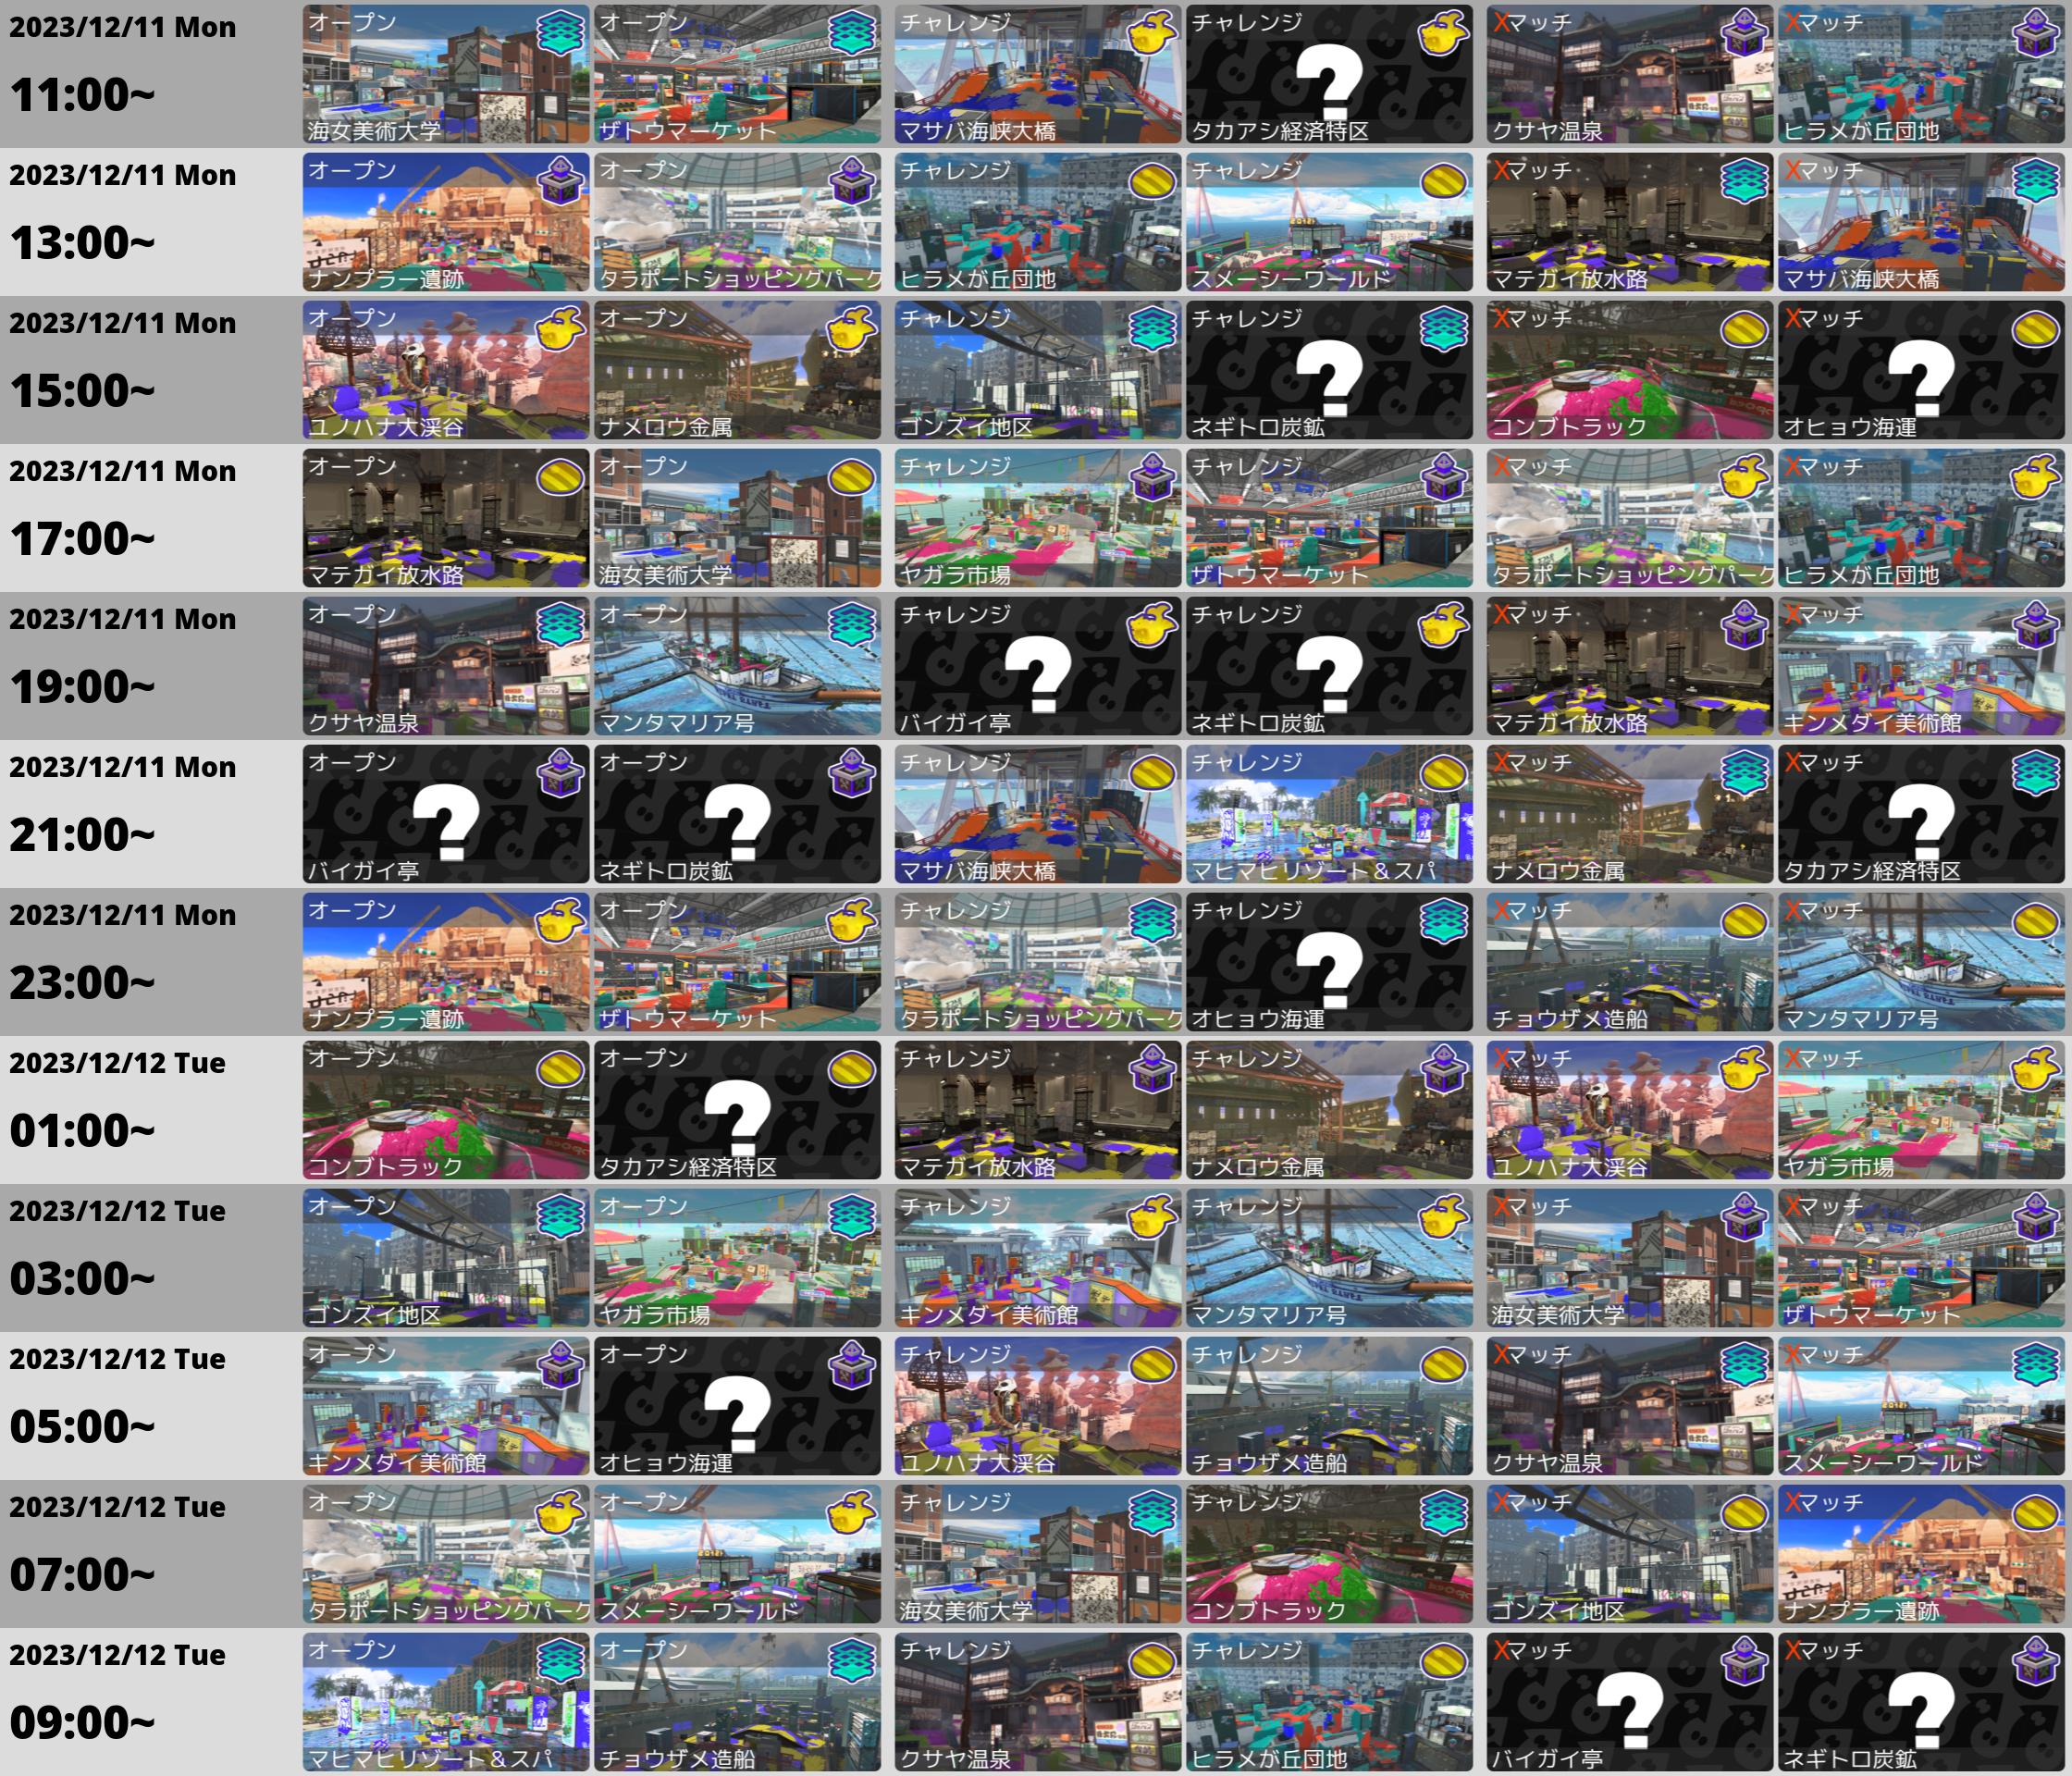 2023/12/11 Mon
11:00~
オープン
海女美術大学
オープン
ザトウマーケット
チャレンジ
マサバ海峡大橋
チャレンジ
タカアシ経済特区
Xマッチ
クサヤ温泉
Xマッチ
ヒラメが丘団地
2023/12/11 Mon
13:00~
オープン
ナンプラー遺跡
オープン
タラポートショッピングパーク
チャレンジ
ヒラメが丘団地
チャレンジ
スメーシーワールド
Xマッチ
マテガイ放水路
Xマッチ
マサバ海峡大橋
2023/12/11 Mon
15:00~
オープン
ユノハナ大渓谷
オープン
ナメロウ金属
チャレンジ
ゴンズイ地区
チャレンジ
ネギトロ炭鉱
Xマッチ
コンブトラック
Xマッチ
オヒョウ海運
2023/12/11 Mon
17:00~
オープン
マテガイ放水路
オープン
海女美術大学
チャレンジ
ヤガラ市場
チャレンジ
ザトウマーケット
Xマッチ
タラポートショッピングパーク
Xマッチ
ヒラメが丘団地
2023/12/11 Mon
19:00~
オープン
クサヤ温泉
オープン
マンタマリア号
チャレンジ
バイガイ亭
チャレンジ
ネギトロ炭鉱
Xマッチ
マテガイ放水路
Xマッチ
キンメダイ美術館
2023/12/11 Mon
21:00~
オープン
バイガイ亭
オープン
ネギトロ炭鉱
チャレンジ
マサバ海峡大橋
チャレンジ
マヒマヒリゾート＆スパ
Xマッチ
ナメロウ金属
Xマッチ
タカアシ経済特区
2023/12/11 Mon
23:00~
オープン
ナンプラー遺跡
オープン
ザトウマーケット
チャレンジ
タラポートショッピングパーク
チャレンジ
オヒョウ海運
Xマッチ
チョウザメ造船
Xマッチ
マンタマリア号
2023/12/12 Tue
01:00~
オープン
コンブトラック
オープン
タカアシ経済特区
チャレンジ
マテガイ放水路
チャレンジ
ナメロウ金属
Xマッチ
ユノハナ大渓谷
Xマッチ
ヤガラ市場
2023/12/12 Tue
03:00~
オープン
ゴンズイ地区
オープン
ヤガラ市場
チャレンジ
キンメダイ美術館
チャレンジ
マンタマリア号
Xマッチ
海女美術大学
Xマッチ
ザトウマーケット
2023/12/12 Tue
05:00~
オープン
キンメダイ美術館
オープン
オヒョウ海運
チャレンジ
ユノハナ大渓谷
チャレンジ
チョウザメ造船
Xマッチ
クサヤ温泉
Xマッチ
スメーシーワールド
2023/12/12 Tue
07:00~
オープン
タラポートショッピングパーク
オープン
スメーシーワールド
チャレンジ
海女美術大学
チャレンジ
コンブトラック
Xマッチ
ゴンズイ地区
Xマッチ
ナンプラー遺跡
2023/12/12 Tue
09:00~
オープン
マヒマヒリゾート＆スパ
オープン
チョウザメ造船
チャレンジ
クサヤ温泉
チャレンジ
ヒラメが丘団地
Xマッチ
バイガイ亭
Xマッチ
ネギトロ炭鉱